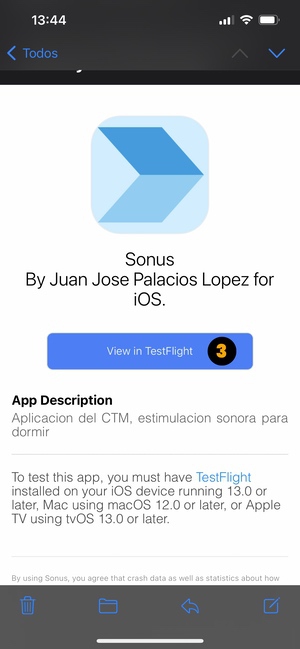 13:44
Todos
Sonus
By Juan Jose Palacios Lopez for
iOS.
View in TestFlight
3
App Description
Aplicacion del CTM, estimulacion sonora para
dormir
To test this app, you must have TestFlight
installed on your iOS device running 13.0 or
later, Mac using macOS 12.0 or later, or Apple
TV using tvOS 13.0 or later.
By using Sonus, you agree that crash data as well as statistics about how